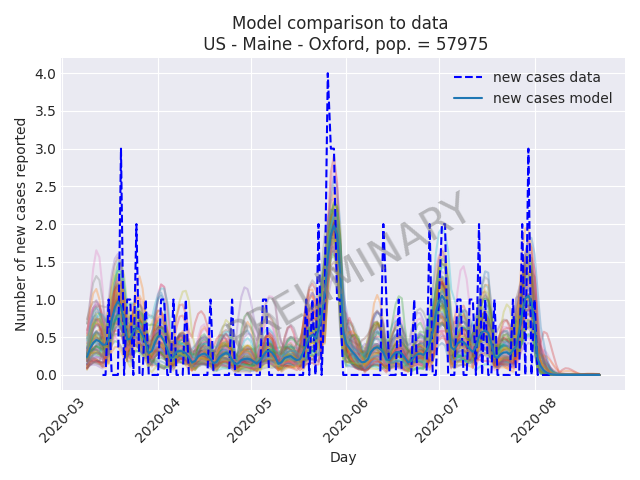 Model comparison to data
US - Maine - Oxford, pop. = 57975
new cases data
new cases model
Number of new cases reported
4.0
3.5
3.0
2.5
2.0
1.5
1.0
0.5
0.0
PRELIMINARY
2020-03
2020-04
2020-05
2020-06
2020-07
2020-08
Day